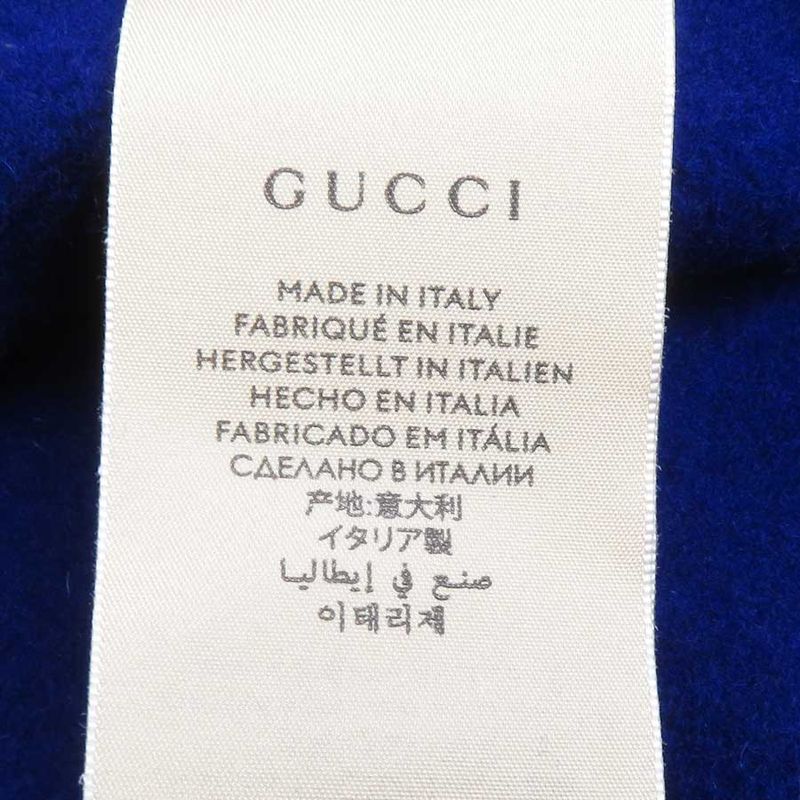 GUCCI
MADE IN ITALY
FABRIQUÉ EN ITALIE
HERGESTELLT IN ITALIEN
HECHO EN ITALIA
FABRICADO EM ITÁLIA
СДЕЛАНО В ИТАЛИИ
产地:意大利
イタリア製
صنع في إيطاليا
이태리제